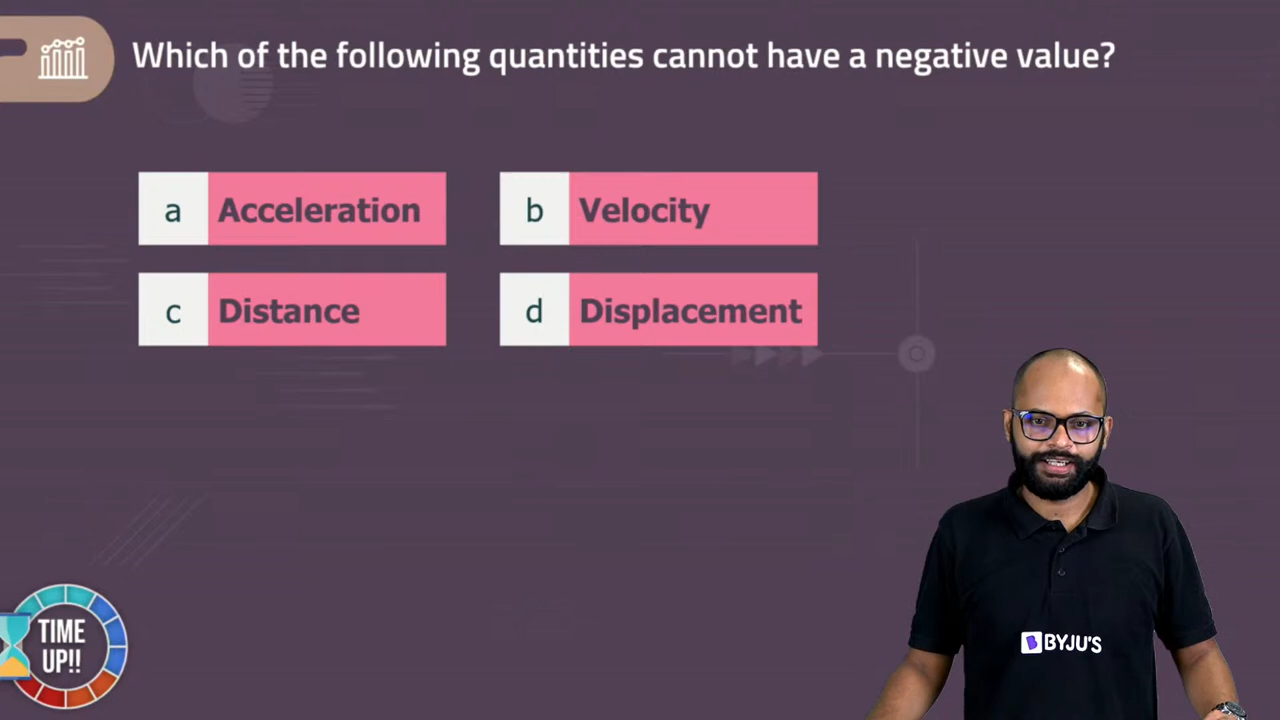 Which of the following quantities cannot have a negative value?
a Acceleration
b Velocity
c Distance
d Displacement
TIME
UP!!
BYJU'S